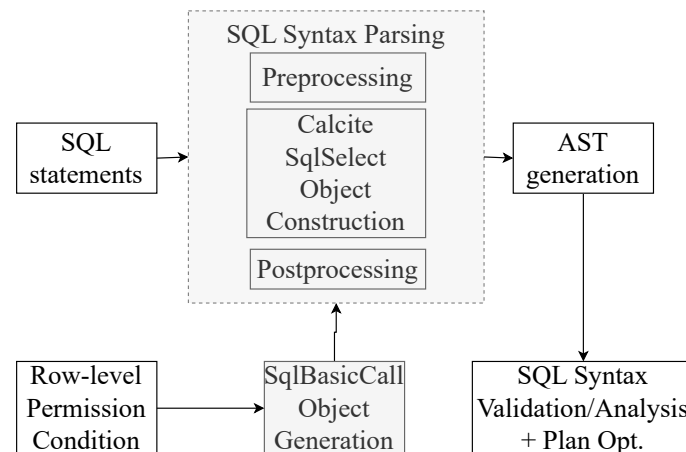 SQL Syntax Parsing
Preprocessing
Calcite
SqlSelect
Object
Construction
Postprocessing
SQL
statements
AST
generation
Row-level
Permission
Condition
SqlBasicCall
Object
Generation
SQL Syntax
Validation/Analysis
+ Plan Opt.